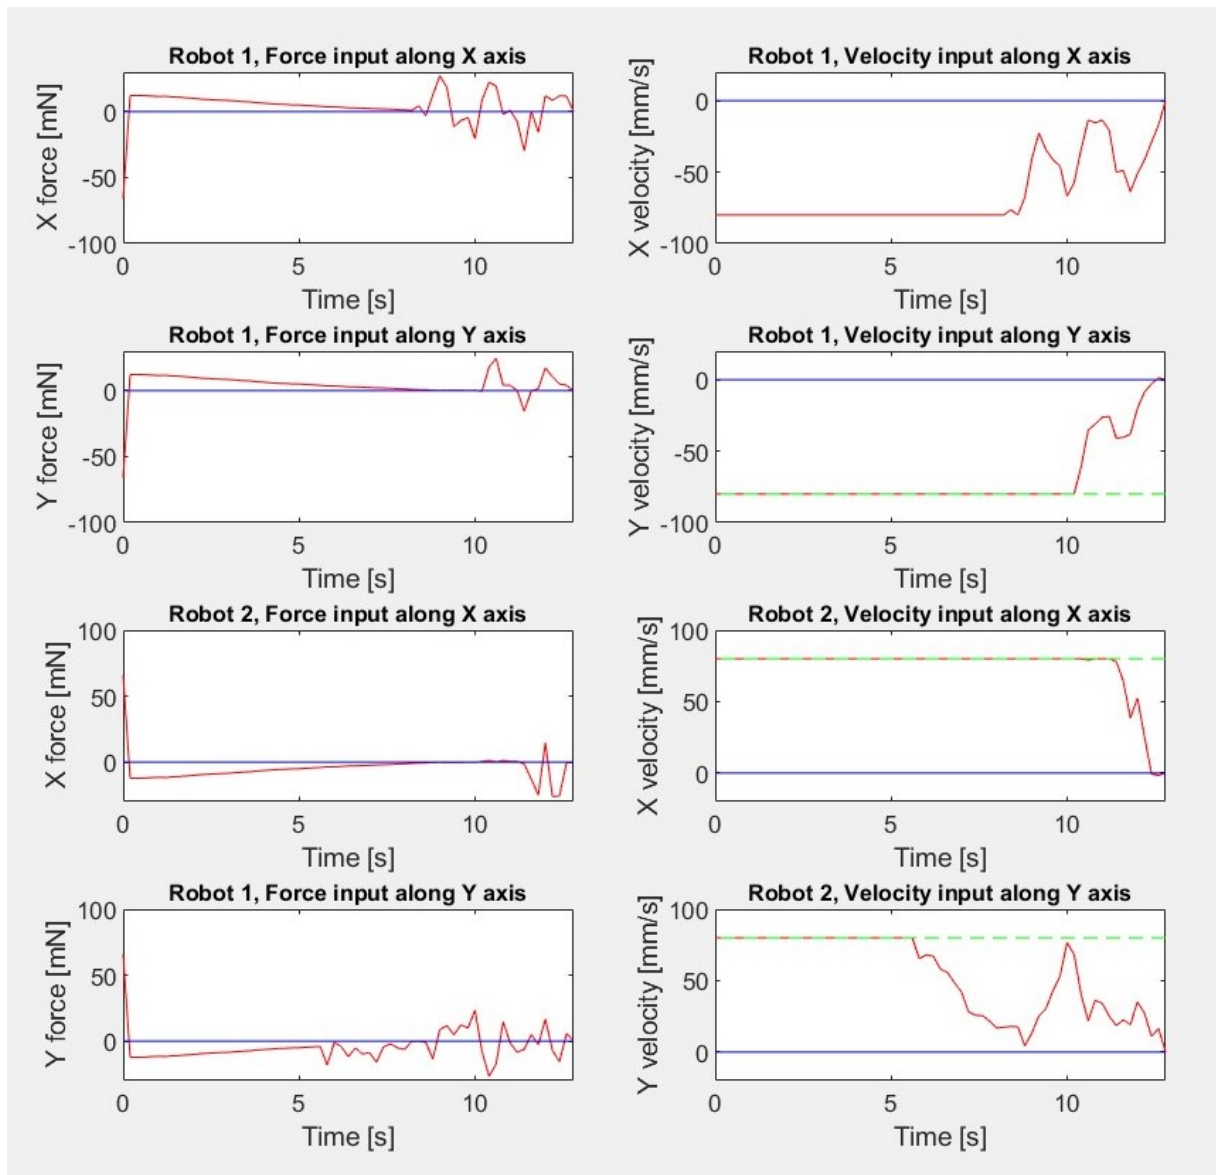 Robot 1, Force input along X axis
X force [mN]
0
-50
-100
0 5 10
Time [s]
Robot 1, Velocity input along X axis
X velocity [mm/s]
0
-50
-100
0 5 10
Time [s]
Robot 1, Force input along Y axis
Y force [mN]
0
-50
-100
0 5 10
Time [s]
Robot 1, Velocity input along Y axis
Y velocity [mm/s]
0
-50
-100
0 5 10
Time [s]
Robot 2, Force input along X axis
X force [mN]
100
50
0
0 5 10
Time [s]
Robot 2, Velocity input along X axis
X velocity [mm/s]
100
50
0
0 5 10
Time [s]
Robot 1, Force input along Y axis
Y force [mN]
100
50
0
0 5 10
Time [s]
Robot 2, Velocity input along Y axis
Y velocity [mm/s]
100
50
0
0 5 10
Time [s]